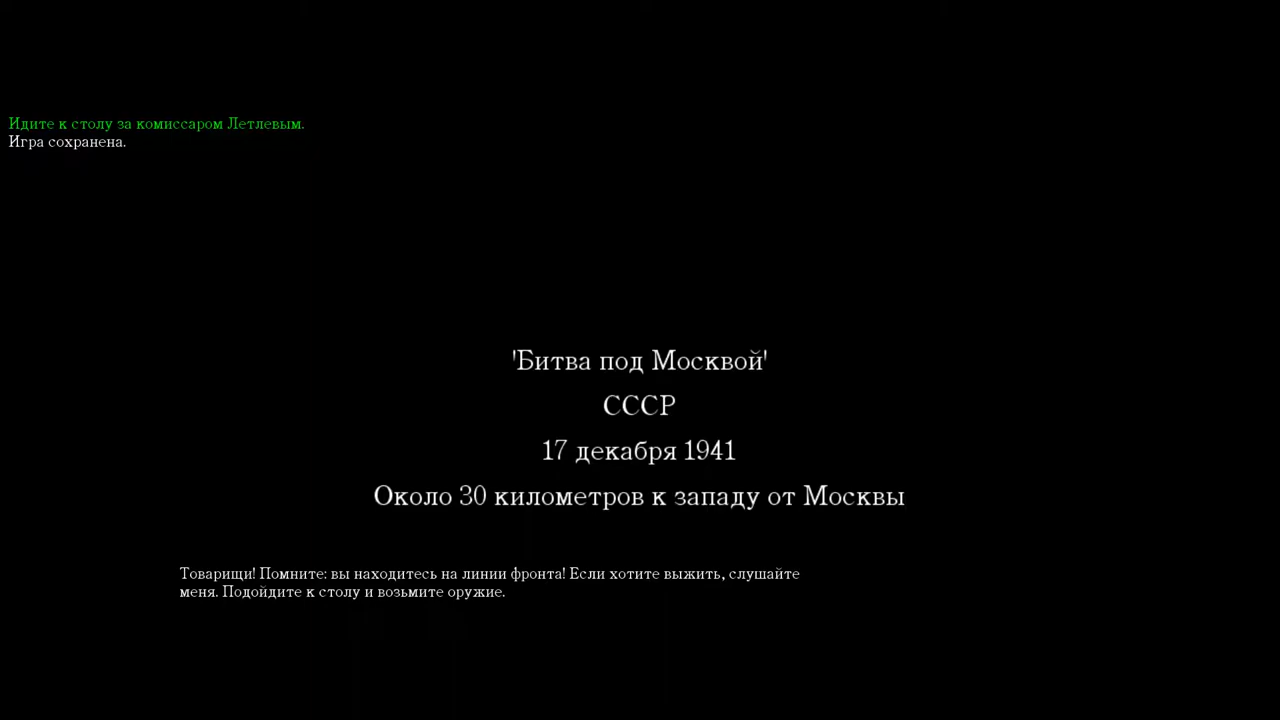 Идите к столу за комиссаром Летлевым.
Игра сохранена.
'Битва под Москвой'
СССР
17 декабря 1941
Около 30 километров к западу от Москвы
Товарищи! Помните: вы находитесь на линии фронта! Если хотите выжить, слушайте
меня. Подойдите к столу и возьмите оружие.